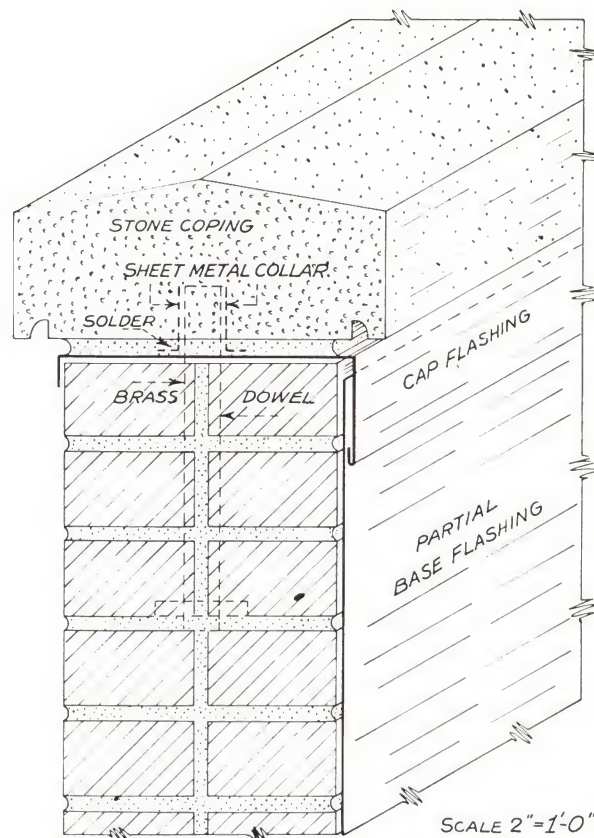 STONE COPING
SHEET METAL COLLAR
SOLDER
BRASS DOWEL
CAP FLASHING
PARTIAL
BASE FLASHING
SCALE 2"=1'-0"